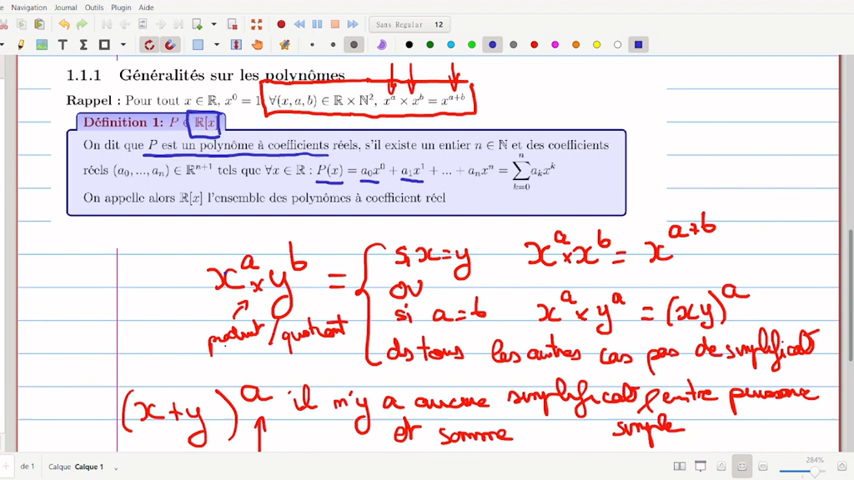 Navigation Journal Outils Plugin Aide
Sans Regular 12
1.1.1 Généralités sur les polynômes
Rappel : Pour tout x ∈ ℝ, x⁰ = 1 ∀(x, a, b) ∈ ℝ × ℕ², xᵃ × xᵇ = xᵃ⁺ᵇ
Définition 1: P ∈ ℝ[x]
On dit que P est un polynôme à coefficients réels, s'il existe un entier n ∈ ℕ et des coefficients
réels (a₀, ..., aₙ) ∈ ℝⁿ⁺¹ tels que ∀x ∈ ℝ : P(x) = a₀x⁰ + a₁x¹ + ... + aₙxⁿ = ∑ₖ₌₀ⁿ aₖxᵏ
On appelle alors ℝ[x] l'ensemble des polynômes à coefficient réel
xᵃ × yᵇ = { si x = y xᵃ × xᵇ = xᵃ⁺ᵇ
ou
si a = b xᵃ × yᵃ = (xy)ᵃ
produit / quotient
ds tous les autres cas pas de simplificat
(x + y)ᵃ il n'y a aucune simplificat entre puissance
et somme simple
de 1 Calque Calque 1 284%